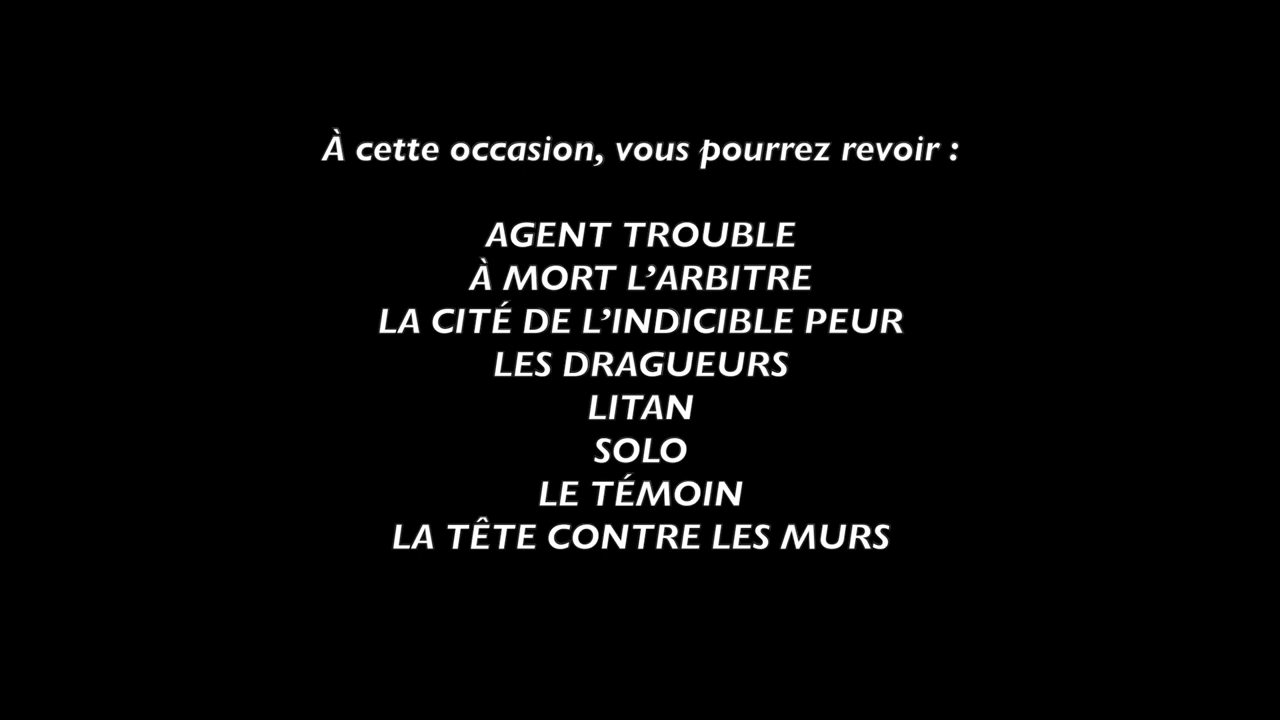 À cette occasion, vous pourrez revoir :
AGENT TROUBLE
À MORT L’ARBITRE
LA CITÉ DE L’INDICIBLE PEUR
LES DRAGUEURS
LITAN
SOLO
LE TÉMOIN
LA TÊTE CONTRE LES MURS